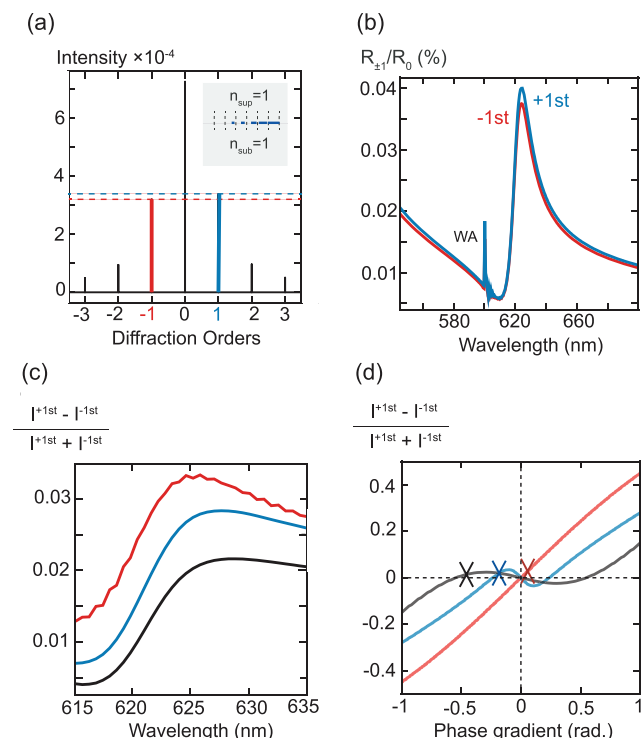 (a)
Intensity ×10⁻⁴
6
4
2
0
n_sup=1
n_sub=1
-3 -2 -1 0 1 2 3
Diffraction Orders
(b)
R±1/R0 (%)
0.04
0.03
0.02
0.01
+1st
-1st
WA
580 620 660
Wavelength (nm)
(c)
I⁺¹ˢᵗ - I⁻¹ˢᵗ
I⁺¹ˢᵗ + I⁻¹ˢᵗ
0.03
0.02
0.01
615 620 625 630 635
Wavelength (nm)
(d)
I⁺¹ˢᵗ - I⁻¹ˢᵗ
I⁺¹ˢᵗ + I⁻¹ˢᵗ
0.4
0.2
0
-0.2
-0.4
-1 -0.5 0 0.5 1
Phase gradient (rad.)